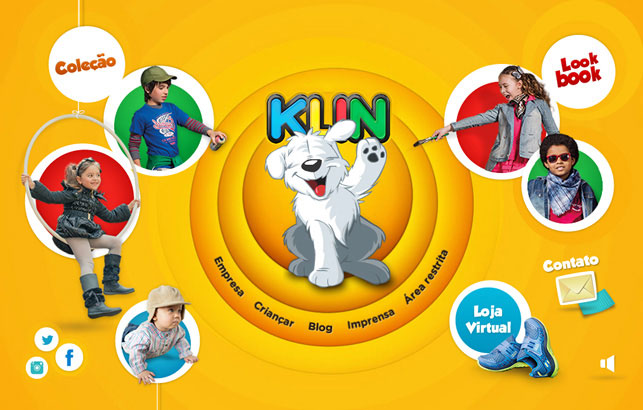 Coleção
Look
book
KLIN
Empresa
Criançar
Blog
Imprensa
Área restrita
Contato
Loja
Virtual